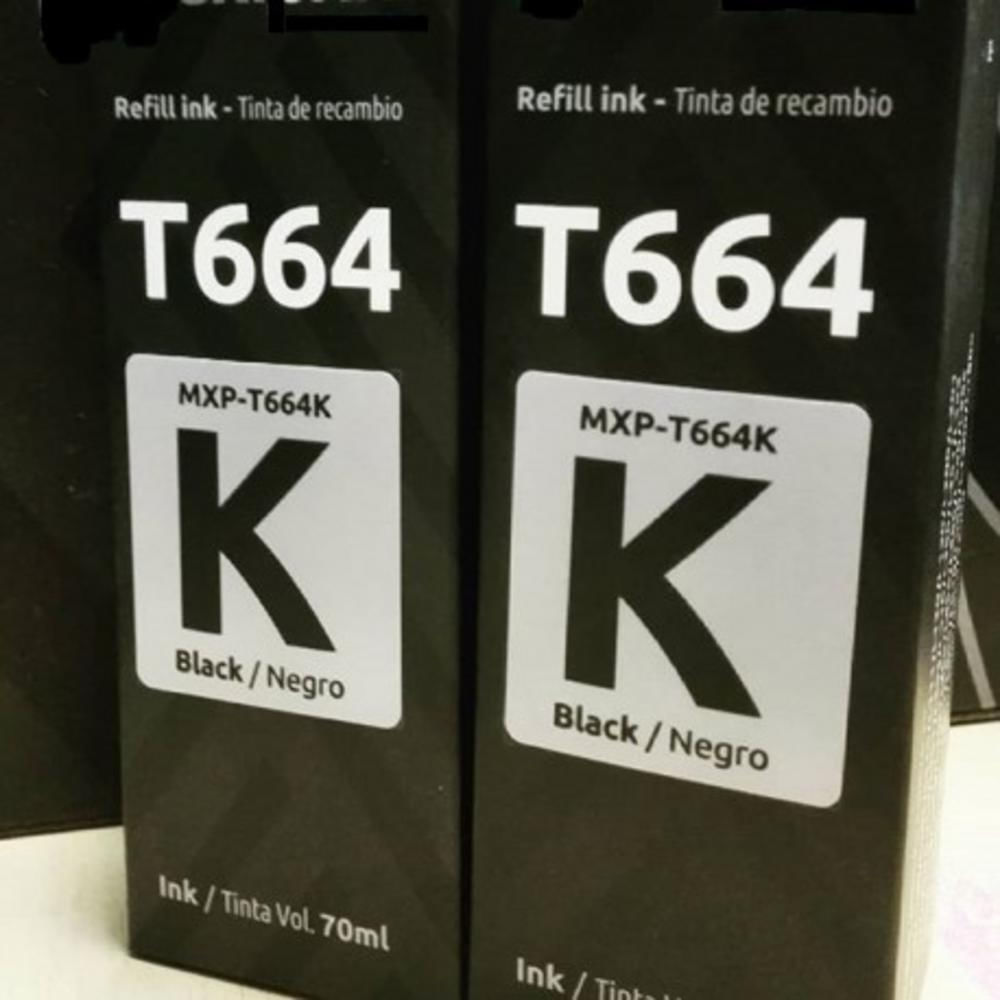 Refill ink - Tinta de recambio
T664
MXP-T664K
K
Black / Negro
Ink / Tinta Vol. 70ml
Refill ink - Tinta de recambio
T664
MXP-T664K
K
Black / Negro
Ink / Tinta